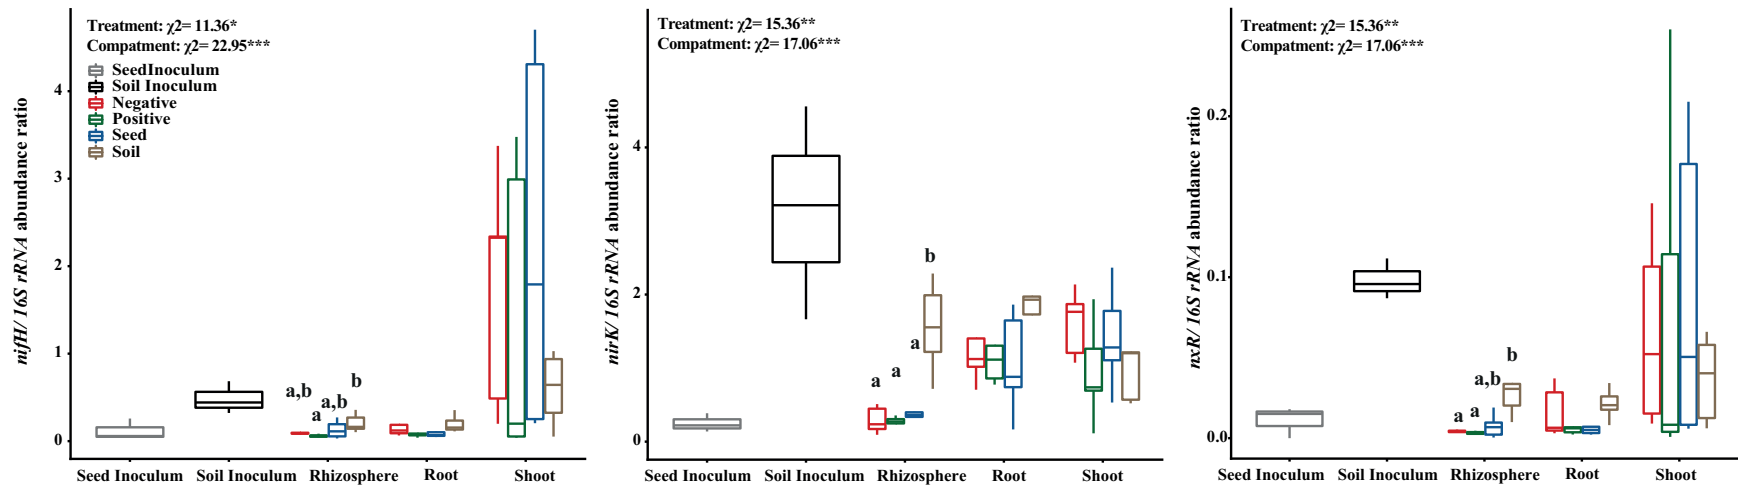 Treatment: χ2= 11.36*
Compatment: χ2= 22.95***
SeedInoculum
Soil Inoculum
Negative
Positive
Seed
Soil
nifH/ 16S rRNA abundance ratio
4
3
2
1
0
a,b
a
a,b
b
Seed Inoculum
Soil Inoculum
Rhizosphere
Root
Shoot
Treatment: χ2= 15.36**
Compatment: χ2= 17.06***
nirK/ 16S rRNA abundance ratio
4
2
0
a
a
a
b
Seed Inoculum
Soil Inoculum
Rhizosphere
Root
Shoot
Treatment: χ2= 15.36**
Compatment: χ2= 17.06***
nxR/ 16S rRNA abundance ratio
0.2
0.1
0.0
a
a
a,b
b
Seed Inoculum
Soil Inoculum
Rhizosphere
Root
Shoot